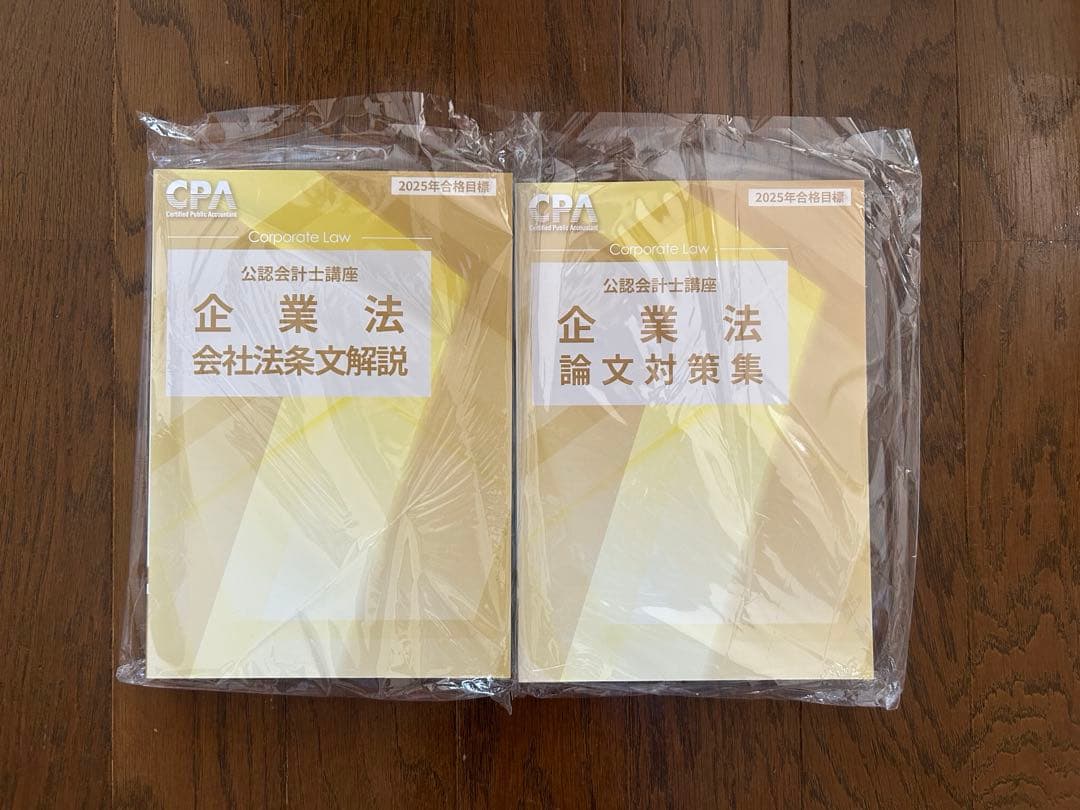 CPA
Certified Public Accountant
2025年合格目標
Corporate Law
公認会計士講座
企業法
会社法条文解説
CPA
Certified Public Accountant
2025年合格目標
Corporate Law
公認会計士講座
企業法
論文対策集